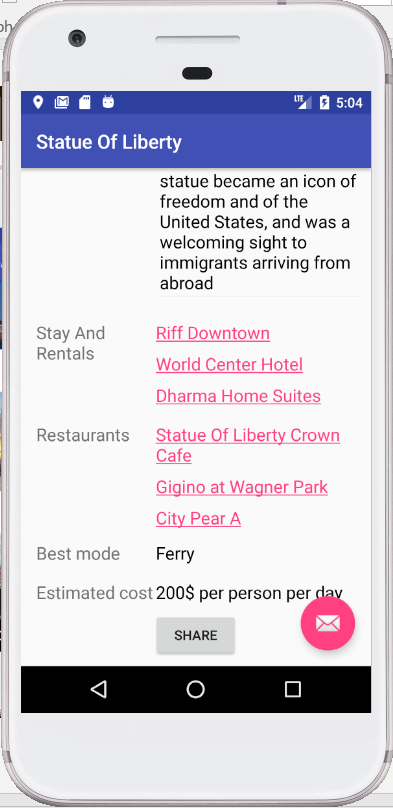 LTE 5:04
Statue Of Liberty
statue became an icon of
freedom and of the
United States, and was a
welcoming sight to
immigrants arriving from
abroad
Stay And
Rentals
Riff Downtown
World Center Hotel
Dharma Home Suites
Restaurants
Statue Of Liberty Crown
Cafe
Gigino at Wagner Park
City Pear A
Best mode
Ferry
Estimated cost 200$ per person per day
SHARE